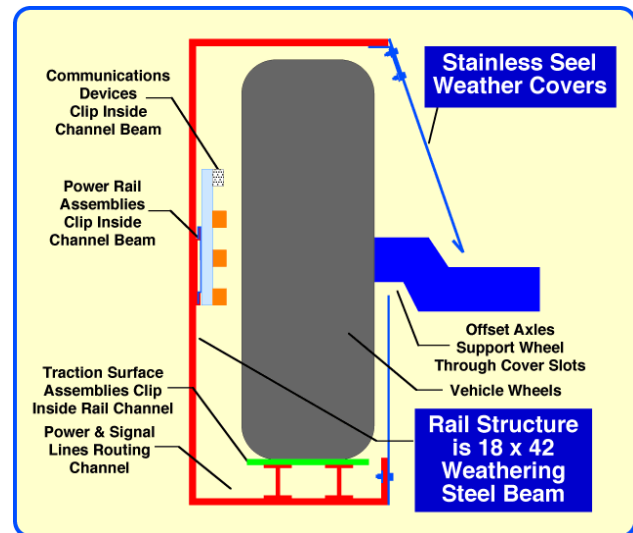 Communications
Devices
Clip Inside
Channel Beam
Stainless Seel
Weather Covers
Power Rail
Assemblies
Clip Inside
Channel Beam
Offset Axles
Support Wheel
Through Cover Slots
Traction Surface
Assemblies Clip
Inside Rail Channel
Vehicle Wheels
Power & Signal
Lines Routing
Channel
Rail Structure
is 18 x 42
Weathering
Steel Beam